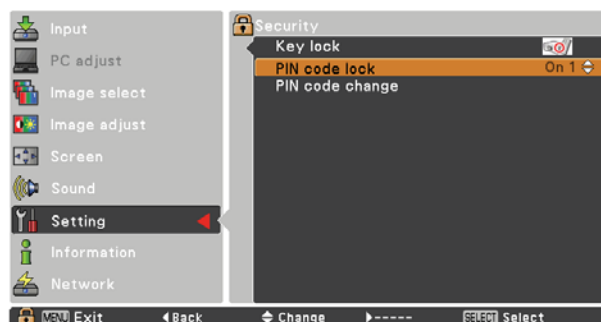 Input
PC adjust
Image select
Image adjust
Screen
Sound
Setting
Information
Network
Security
Key lock
PIN code lock On 1
PIN code change
MENU Exit Back Change ----- SELECT Select